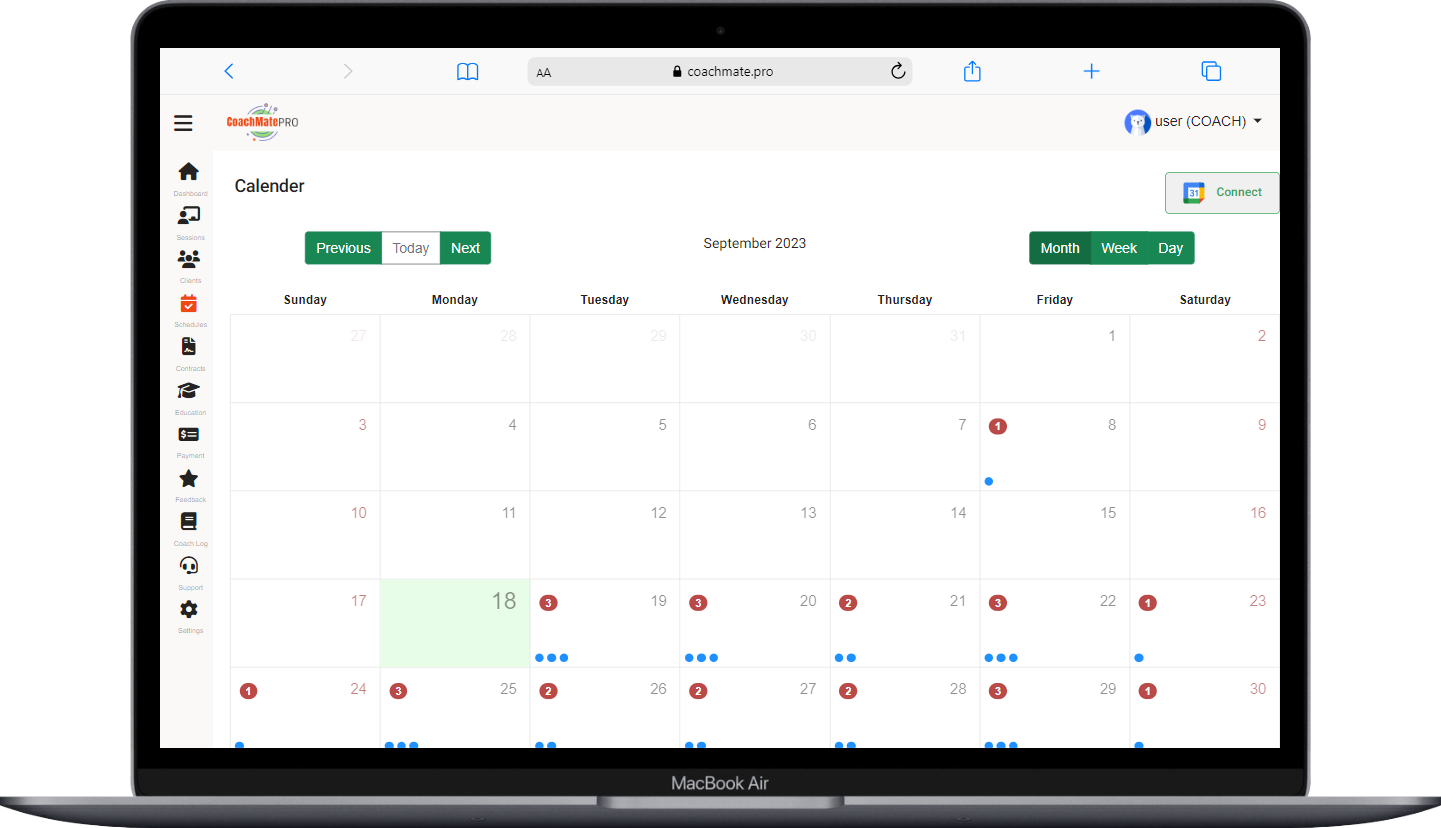 AA coachmate.pro
CoachMatePRO
user (COACH)
Dashboard
Sessions
Clients
Schedules
Contracts
Education
Payment
Feedback
Coach Log
Support
Settings
Calender
31 Connect
Previous Today Next
September 2023
Month Week Day
Sunday Monday Tuesday Wednesday Thursday Friday Saturday
27 28 29 30 31 1 2
3 4 5 6 7 1 8 9
10 11 12 13 14 15 16
17 18 3 19 3 20 2 21 3 22 1 23
1 24 3 25 2 26 2 27 2 28 3 29 1 30
MacBook Air